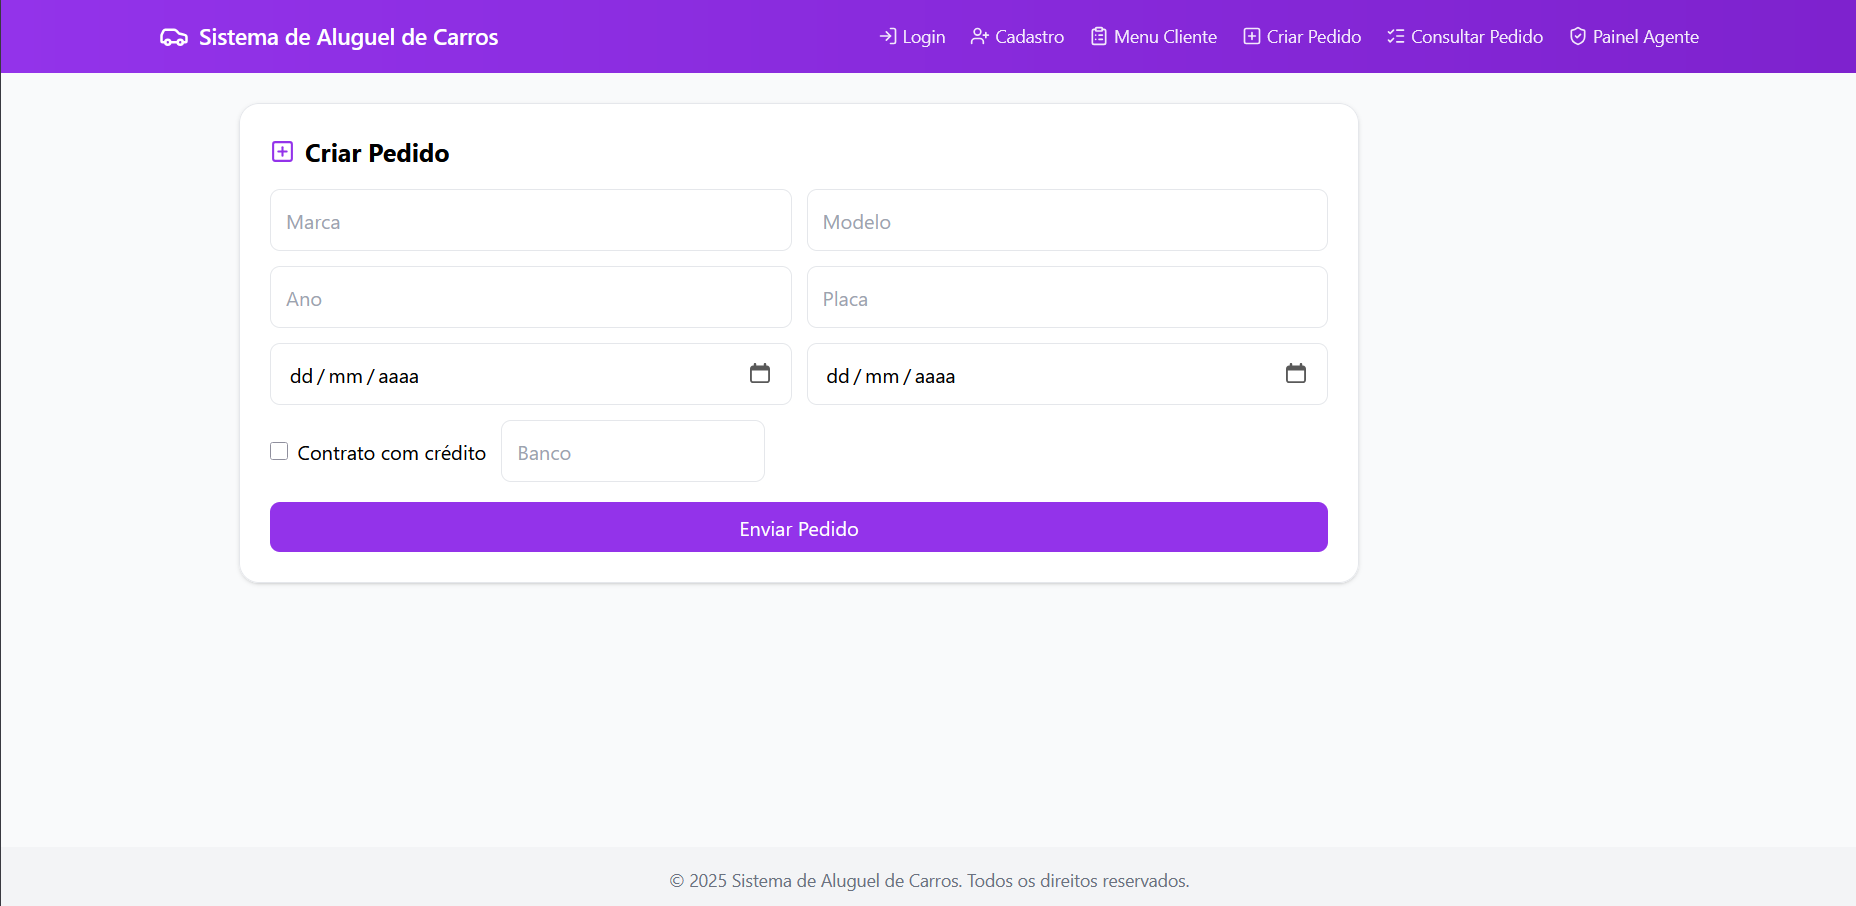 Sistema de Aluguel de Carros
Login
Cadastro
Menu Cliente
Criar Pedido
Consultar Pedido
Painel Agente
Criar Pedido
Marca
Modelo
Ano
Placa
dd/mm/aaaa
dd/mm/aaaa
Contrato com crédito
Banco
Enviar Pedido
© 2025 Sistema de Aluguel de Carros. Todos os direitos reservados.